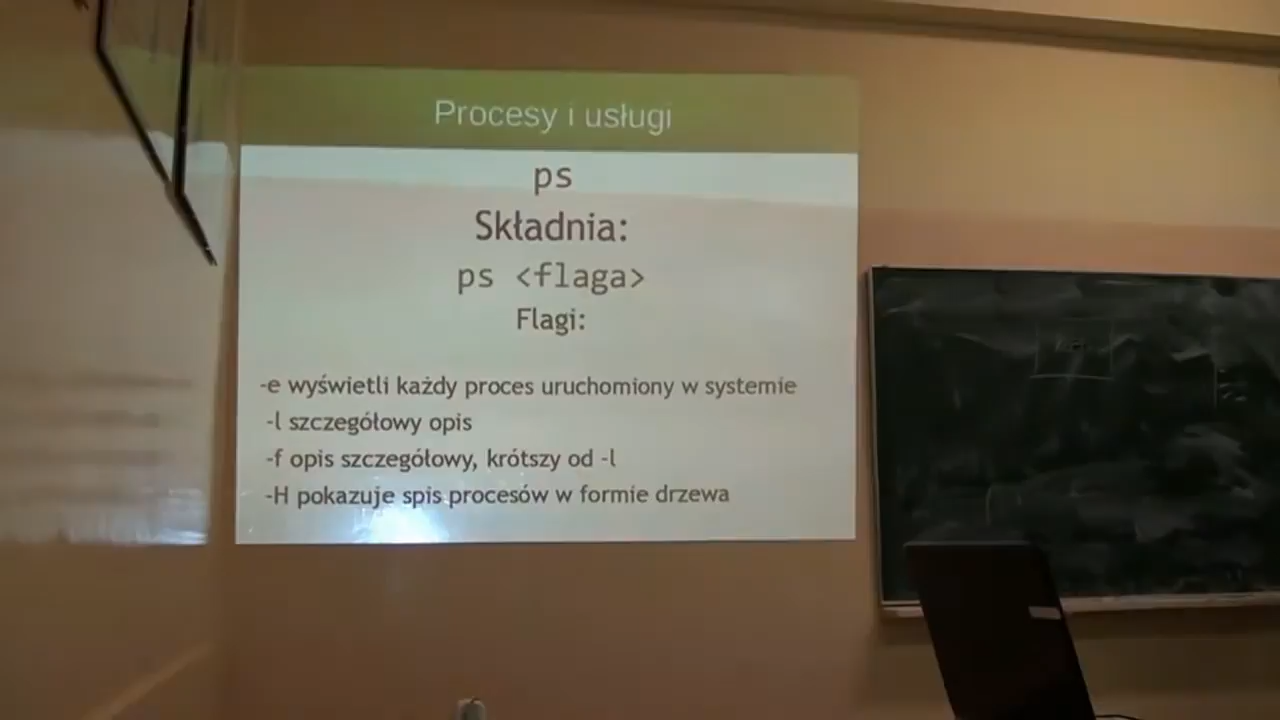 Procesy i usługi
ps
Składnia:
ps <flaga>
Flagi:
-e wyświetli każdy proces uruchomiony w systemie
-l szczegółowy opis
-f opis szczegółowy, krótszy od -l
-H pokazuje spis procesów w formie drzewa